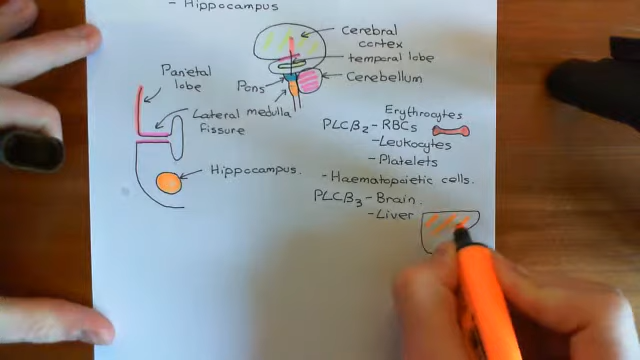 - Hippocampus
Cerebral
cortex
temporal lobe
Cerebellum
Pons
medulla
Parietal
lobe
Lateral
fissure
Hippocampus.
Erythrocytes
PLCβ2 - RBCs
- Leukocytes
- Platelets
- Haematopoietic cells.
PLCβ3 - Brain.
- Liver